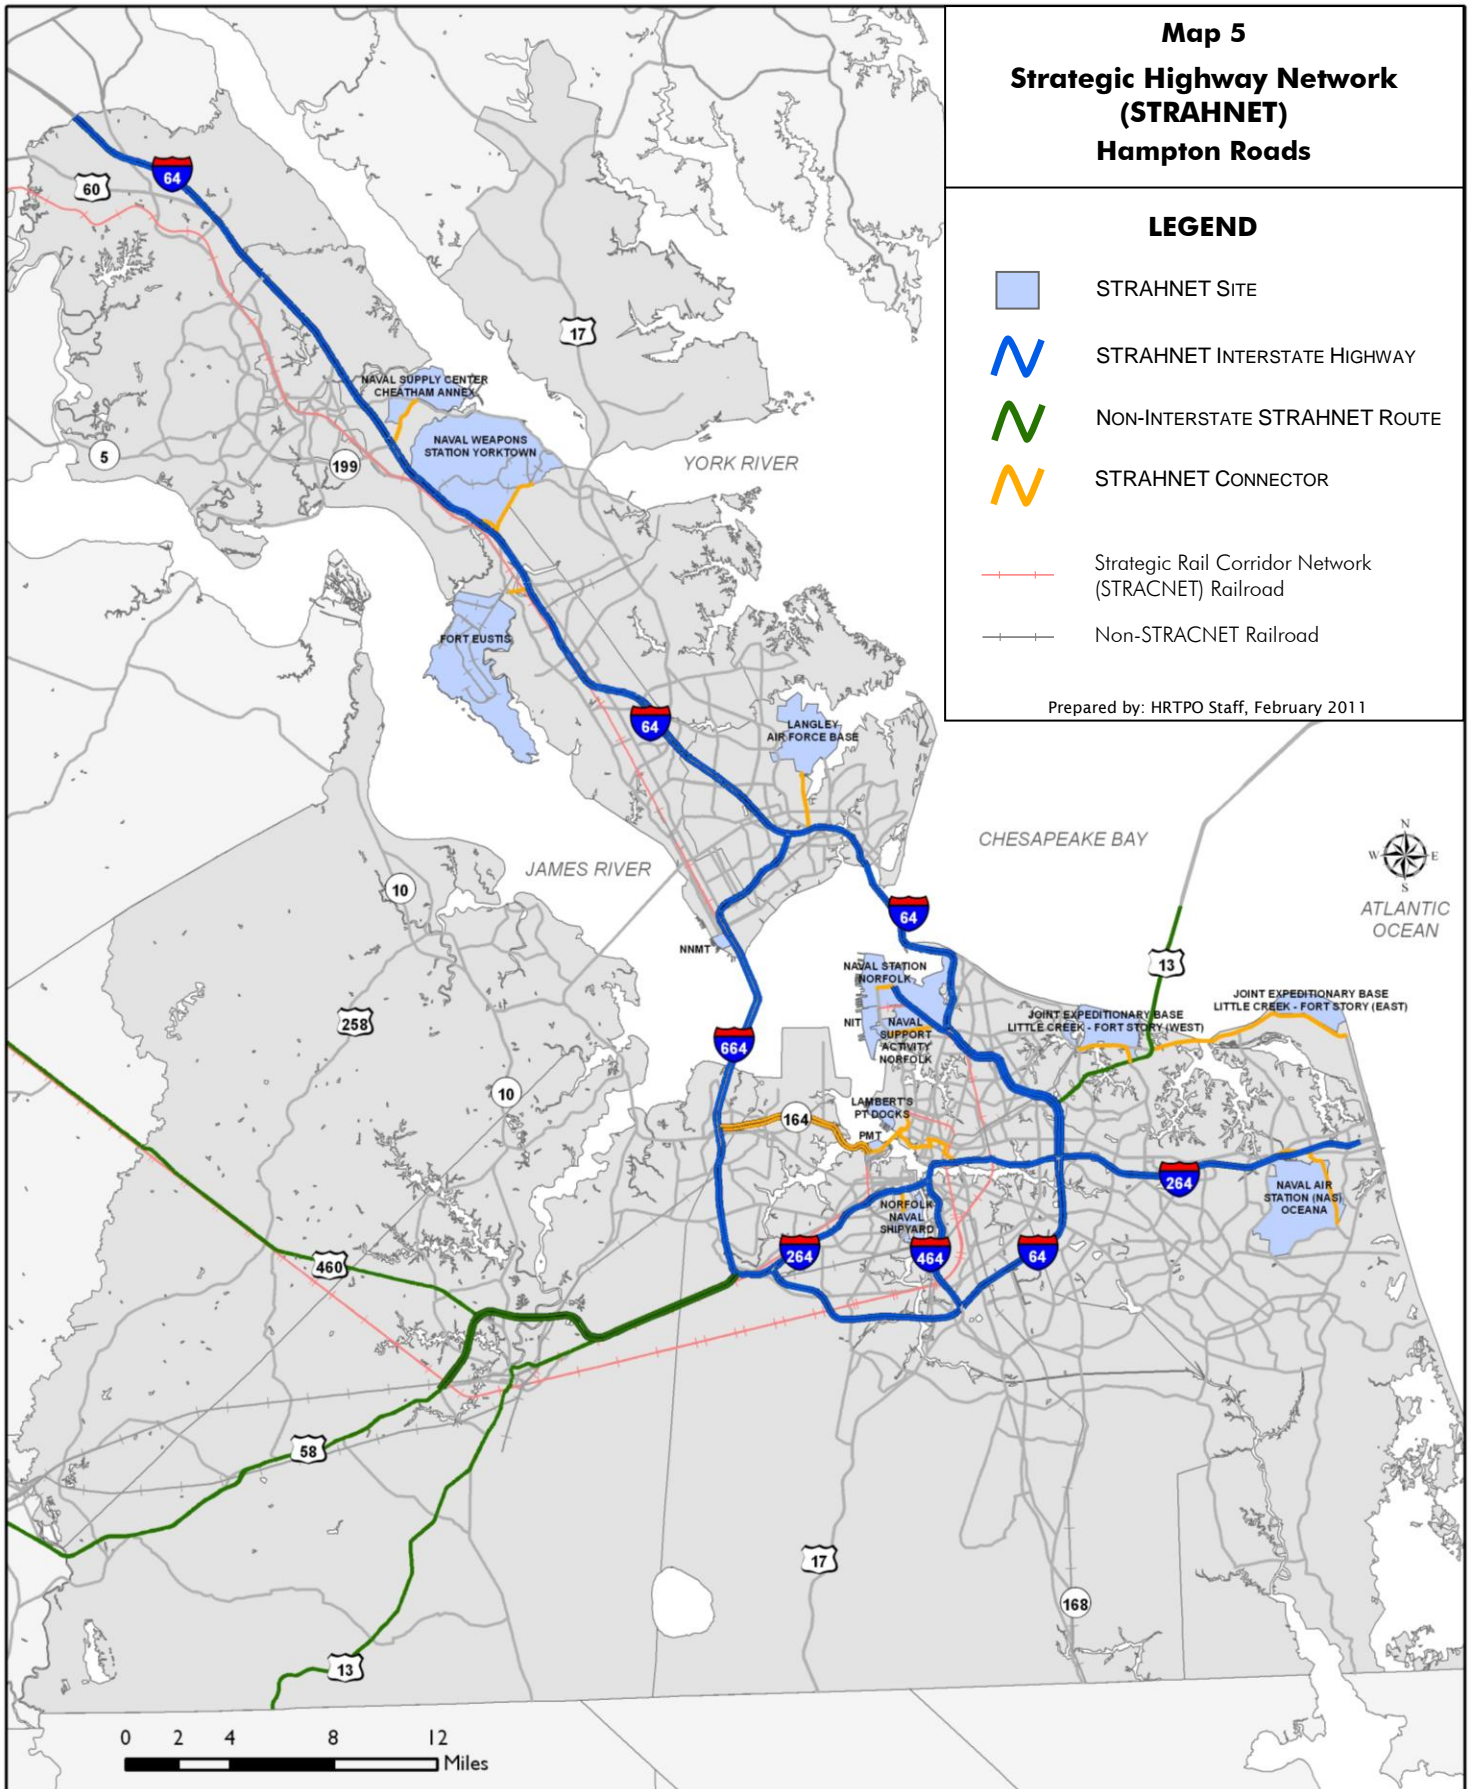 Map 5
Strategic Highway Network
(STRAHNET)
Hampton Roads
LEGEND
STRAHNET SITE
STRAHNET INTERSTATE HIGHWAY
NON-INTERSTATE STRAHNET ROUTE
STRAHNET CONNECTOR
Strategic Rail Corridor Network
(STRACNET) Railroad
Non-STRACNET Railroad
Prepared by: HRTPO Staff, February 2011
64
60
17
NAVAL SUPPLY CENTER
CHEATHAM ANNEX
NAVAL WEAPONS
STATION YORKTOWN
5
199
YORK RIVER
FORT EUSTIS
64
LANGLEY
AIR FORCE BASE
CHESAPEAKE BAY
N
W
E
S
JAMES RIVER
10
64
ATLANTIC
OCEAN
NNMT
13
NAVAL STATION
NORFOLK
JOINT EXPEDITIONARY BASE
LITTLE CREEK - FORT STORY (EAST)
JOINT EXPEDITIONARY BASE
LITTLE CREEK - FORT STORY (WEST)
258
NIT
NAVAL
SUPPORT
ACTIVITY
NORFOLK
664
10
LAMBERT'S
PT DOCKS
164
PMT
264
NAVAL AIR
STATION (NAS)
OCEANA
NORFOLK
NAVAL
SHIPYARD
264
464
64
460
58
17
168
13
0 2 4 8 12
Miles